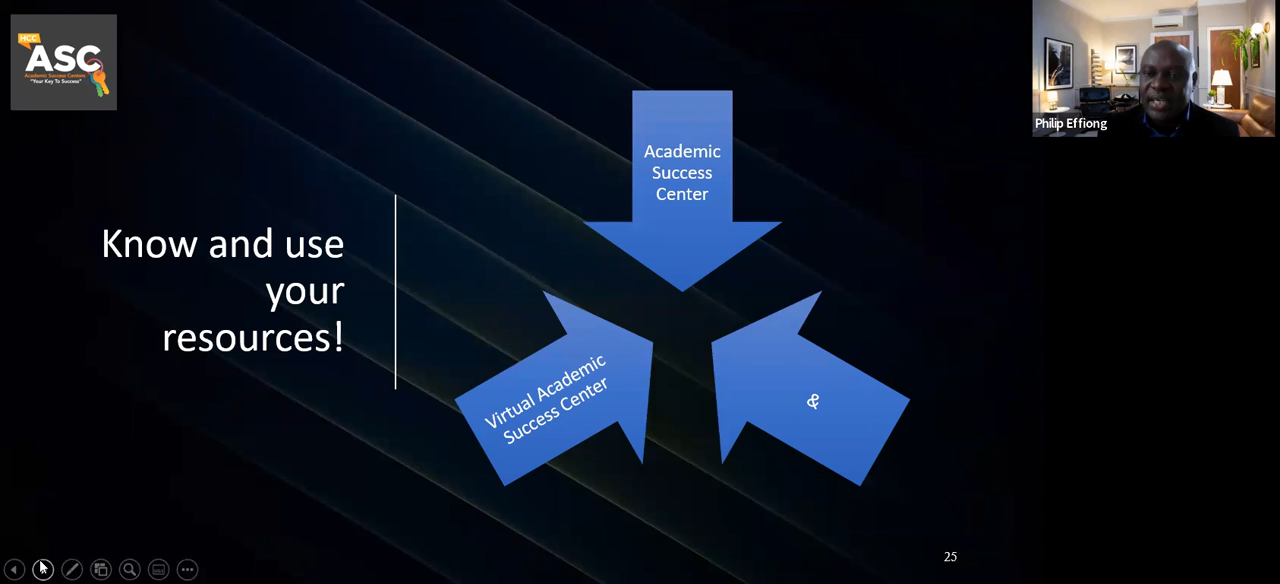 HCC
ASC
Academic Success Centers
"Your Key To Success"
Philip Effiong
Know and use
your
resources!
Academic
Success
Center
Virtual Academic
Success Center
&
25